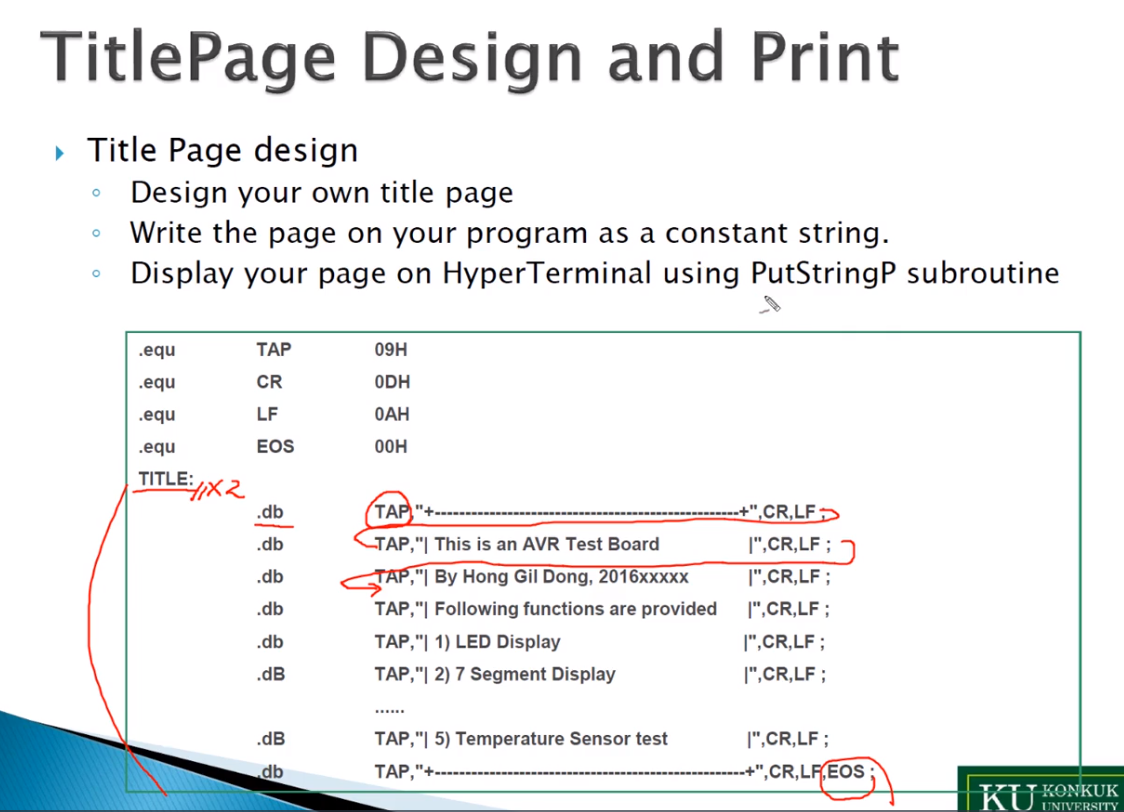 TitlePage Design and Print
Title Page design
Design your own title page
Write the page on your program as a constant string.
Display your page on HyperTerminal using PutStringP subroutine
.equ TAP 09H
.equ CR 0DH
.equ LF 0AH
.equ EOS 00H
TITLE: //X2
.db TAP,"+---------------------------------------------------+",CR,LF ;
.db TAP,"| This is an AVR Test Board |",CR,LF ;
.db TAP,"| By Hong Gil Dong, 2016xxxxx |",CR,LF ;
.db TAP,"| Following functions are provided |",CR,LF ;
.db TAP,"| 1) LED Display |",CR,LF ;
.dB TAP,"| 2) 7 Segment Display |",CR,LF ;
......
.dB TAP,"| 5) Temperature Sensor test |",CR,LF ;
.db TAP,"+----------------------------------------------------+",CR,LF,EOS ;
KU KONKUK
UNIVERSITY